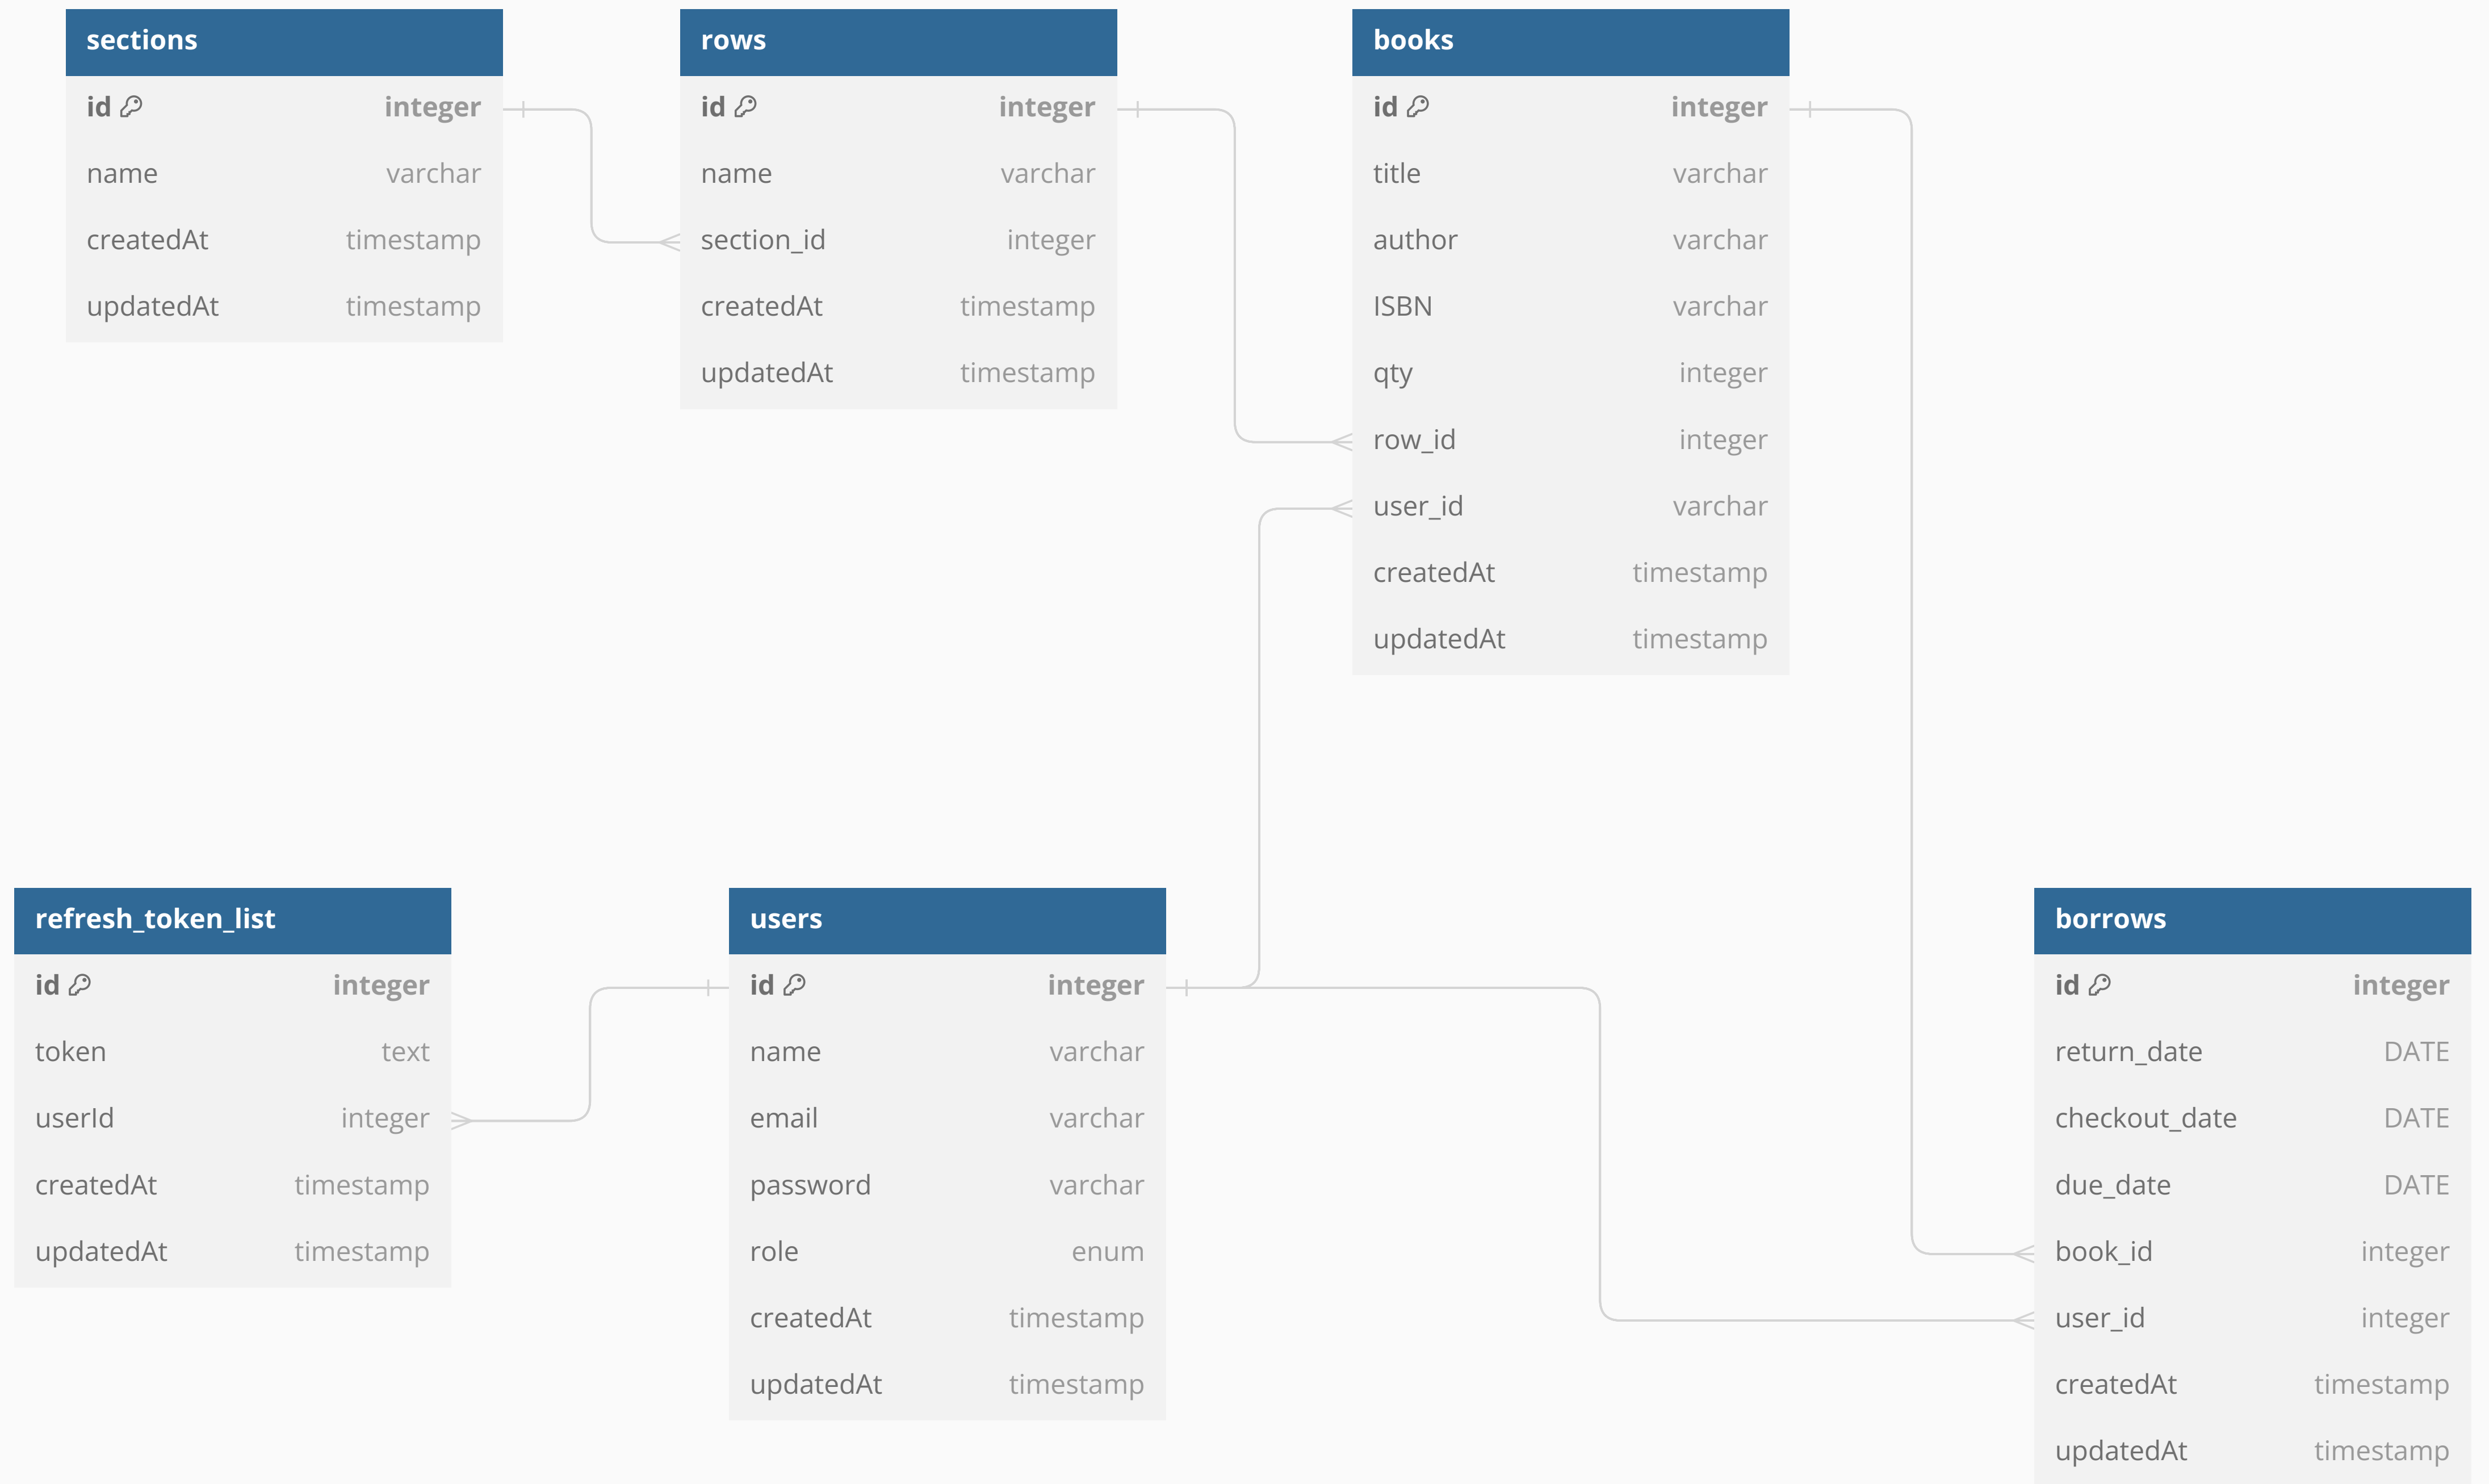 sections
id integer
name varchar
createdAt timestamp
updatedAt timestamp
rows
id integer
name varchar
section_id integer
createdAt timestamp
updatedAt timestamp
books
id integer
title varchar
author varchar
ISBN varchar
qty integer
row_id integer
user_id varchar
createdAt timestamp
updatedAt timestamp
refresh_token_list
id integer
token text
userId integer
createdAt timestamp
updatedAt timestamp
users
id integer
name varchar
email varchar
password varchar
role enum
createdAt timestamp
updatedAt timestamp
borrows
id integer
return_date DATE
checkout_date DATE
due_date DATE
book_id integer
user_id integer
createdAt timestamp
updatedAt timestamp